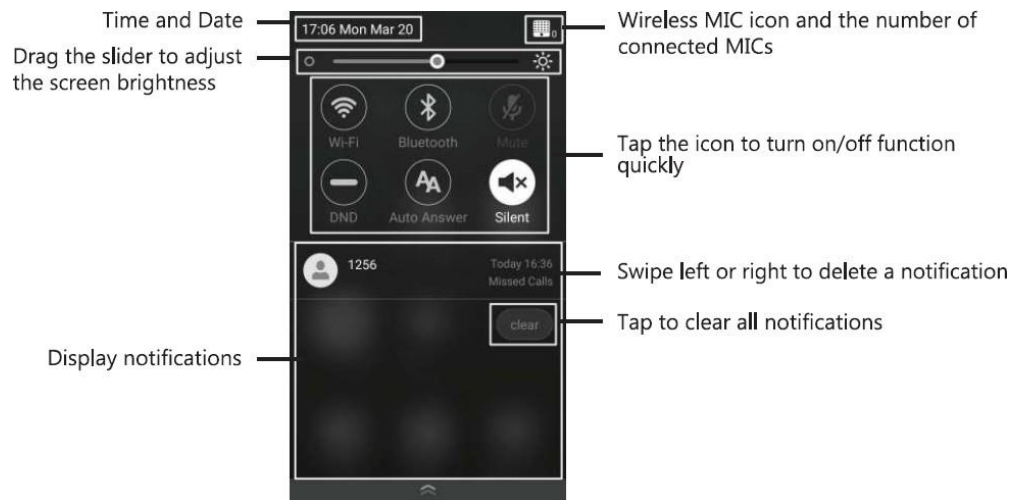 Time and Date
17:06 Mon Mar 20
0
Wireless MIC icon and the number of
connected MICs
Drag the slider to adjust
the screen brightness
Wi-Fi
Bluetooth
Mute
Tap the icon to turn on/off function
quickly
AA
DND
Auto Answer
Silent
1256
Today 16:36
Missed Calls
Swipe left or right to delete a notification
clear
Tap to clear all notifications
Display notifications